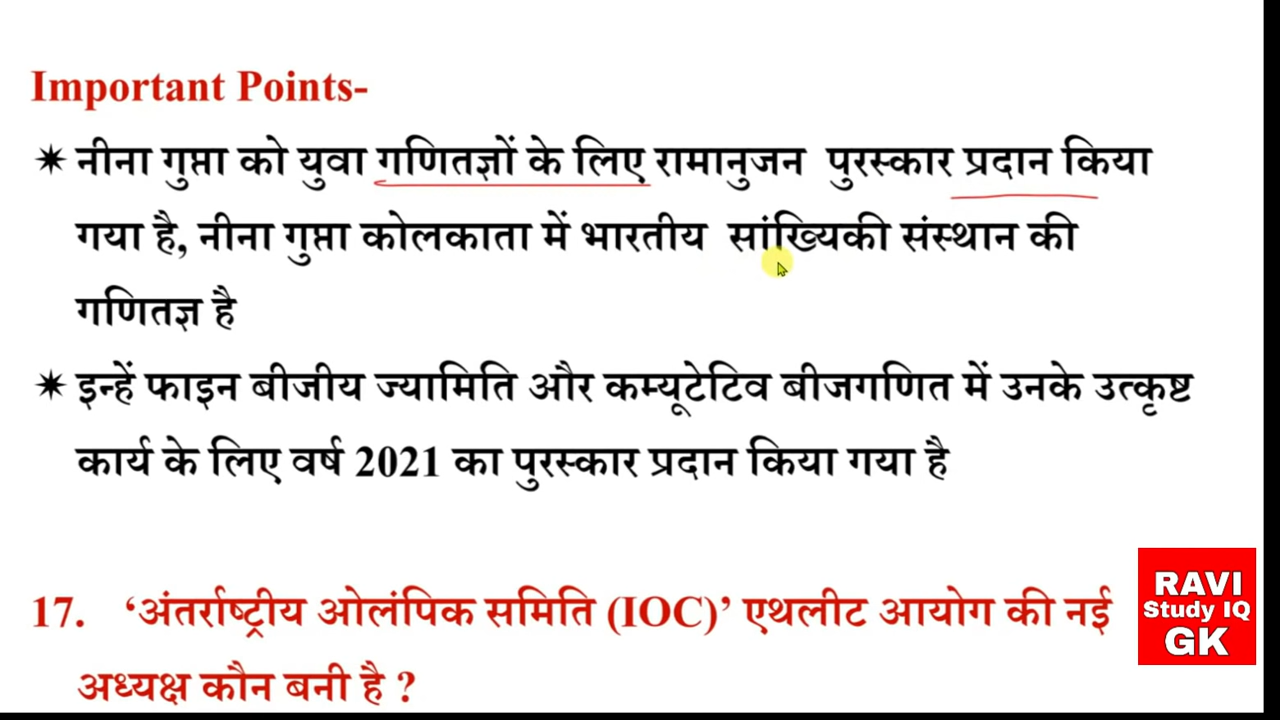 Important Points-
✷ नीना गुप्ता को युवा गणितज्ञों के लिए रामानुजन पुरस्कार प्रदान किया
गया है, नीना गुप्ता कोलकाता में भारतीय सांख्यिकी संस्थान की
गणितज्ञ है
✷ इन्हें फाइन बीजीय ज्यामिति और कम्यूटेटिव बीजगणित में उनके उत्कृष्ट
कार्य के लिए वर्ष 2021 का पुरस्कार प्रदान किया गया है
17. ‘अंतर्राष्ट्रीय ओलंपिक समिति (IOC)’ एथलीट आयोग की नई
अध्यक्ष कौन बनी है ?
RAVI
Study IQ
GK